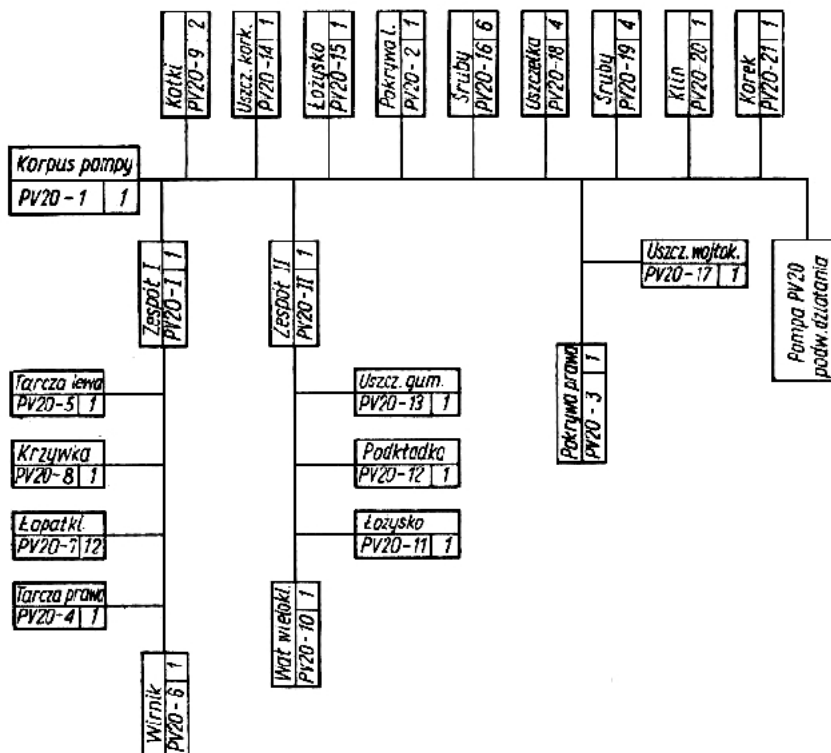 Kołki
PV20-9 2
Uszcz. kork.
PV20-14 1
Łożysko
PV20-15 1
Pokrywa l.
PV20-2 1
Śruby
PV20-16 6
Uszczelka
PV20-18 4
Śruby
PV20-19 4
Klin
PV20-20 1
Korek
PV20-21 1
Korpus pompy
PV20-1 1
Zespół I
PV20-I 1
Zespół II
PV20-II 1
Uszcz. wojłok.
PV20-17 1
Pompa PV20
podw. działania
Pokrywa prawa
PV20-3 1
Tarcza lewa
PV20-5 1
Uszcz. gum.
PV20-13 1
Krzywka
PV20-8 1
Podkładka
PV20-12 1
Łopatki.
PV20-7 12
Łożysko
PV20-11 1
Tarcza prawa
PV20-4 1
Wał wielokl.
PV20-10 1
Wirnik
PV20-6 1